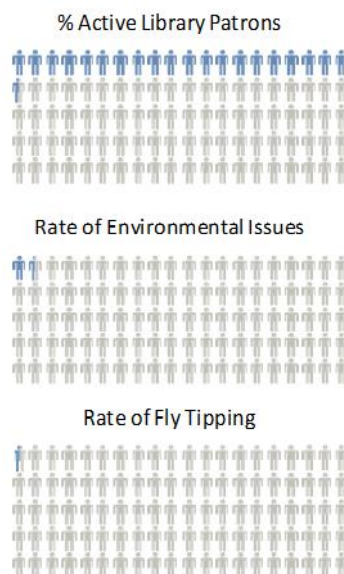 % Active Library Patrons
Rate of Environmental Issues
Rate of Fly Tipping